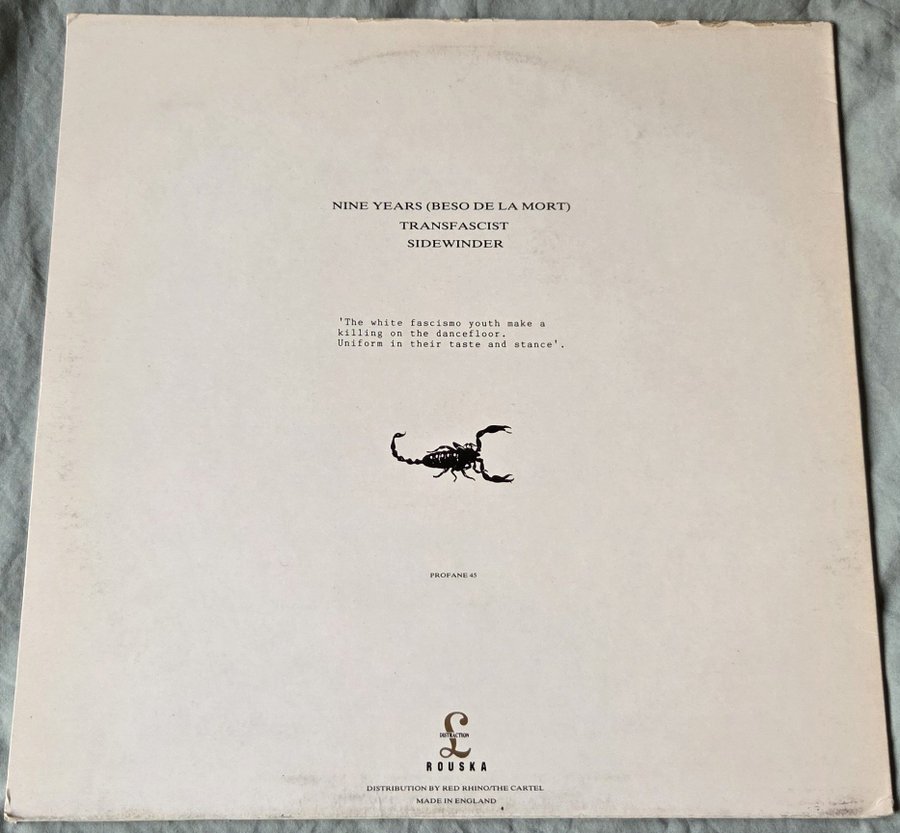 NINE YEARS (BESO DE LA MORT)
TRANSFASCIST
SIDEWINDER
'The white fascismo youth make a
killing on the dancefloor.
Uniform in their taste and stance'.
PROFANE 45
£
DISTRACTION
ROUSKA
DISTRIBUTION BY RED RHINO/THE CARTEL
MADE IN ENGLAND